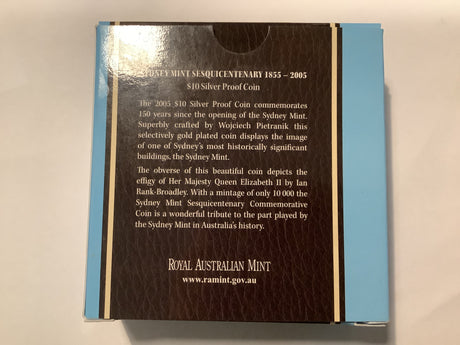 SYDNEY MINT SESQUICENTENARY 1855 – 2005
$10 Silver Proof Coin
The 2005 $10 Silver Proof Coin commemorates
150 years since the opening of the Sydney Mint.
Superbly crafted by Wojciech Pietranik this
selectively gold plated coin displays the image
of one of Sydney's most historically significant
buildings, the Sydney Mint.
The obverse of this beautiful coin depicts the
effigy of Her Majesty Queen Elizabeth II by Ian
Rank-Broadley. With a mintage of only 10 000 the
Sydney Mint Sesquicentenary Commemorative
Coin is a wonderful tribute to the part played by
the Sydney Mint in Australia's history.
ROYAL AUSTRALIAN MINT
www.ramint.gov.au